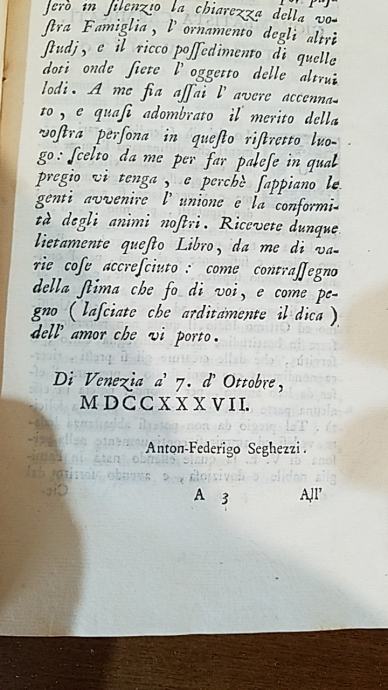 serò in silenzio la chiarezza della vo-
stra Famiglia, l' ornamento degli altri
studj, e il ricco possedimento di quelle
doti onde siete l' oggetto delle altrui
lodi. A me fia assai l' avere accenna-
to, e quasi adombrato il merito della
vostra persona in questo ristretto luo-
go: scelto da me per far palese in qual
pregio vi tenga, e perchè sappiano le
genti avvenire l' unione e la conformi-
tà degli animi nostri. Ricevete dunque
lietamente questo Libro, da me di va-
rie cose accresciuto: come contrassegno
della stima che fo di voi, e come pe-
gno (lasciate che arditamente il dica)
dell' amor che vi porto.
Di Venezia a' 7. d' Ottobre,
MDCCXXXVII.
Anton-Federigo Seghezzi.
A 3 All'